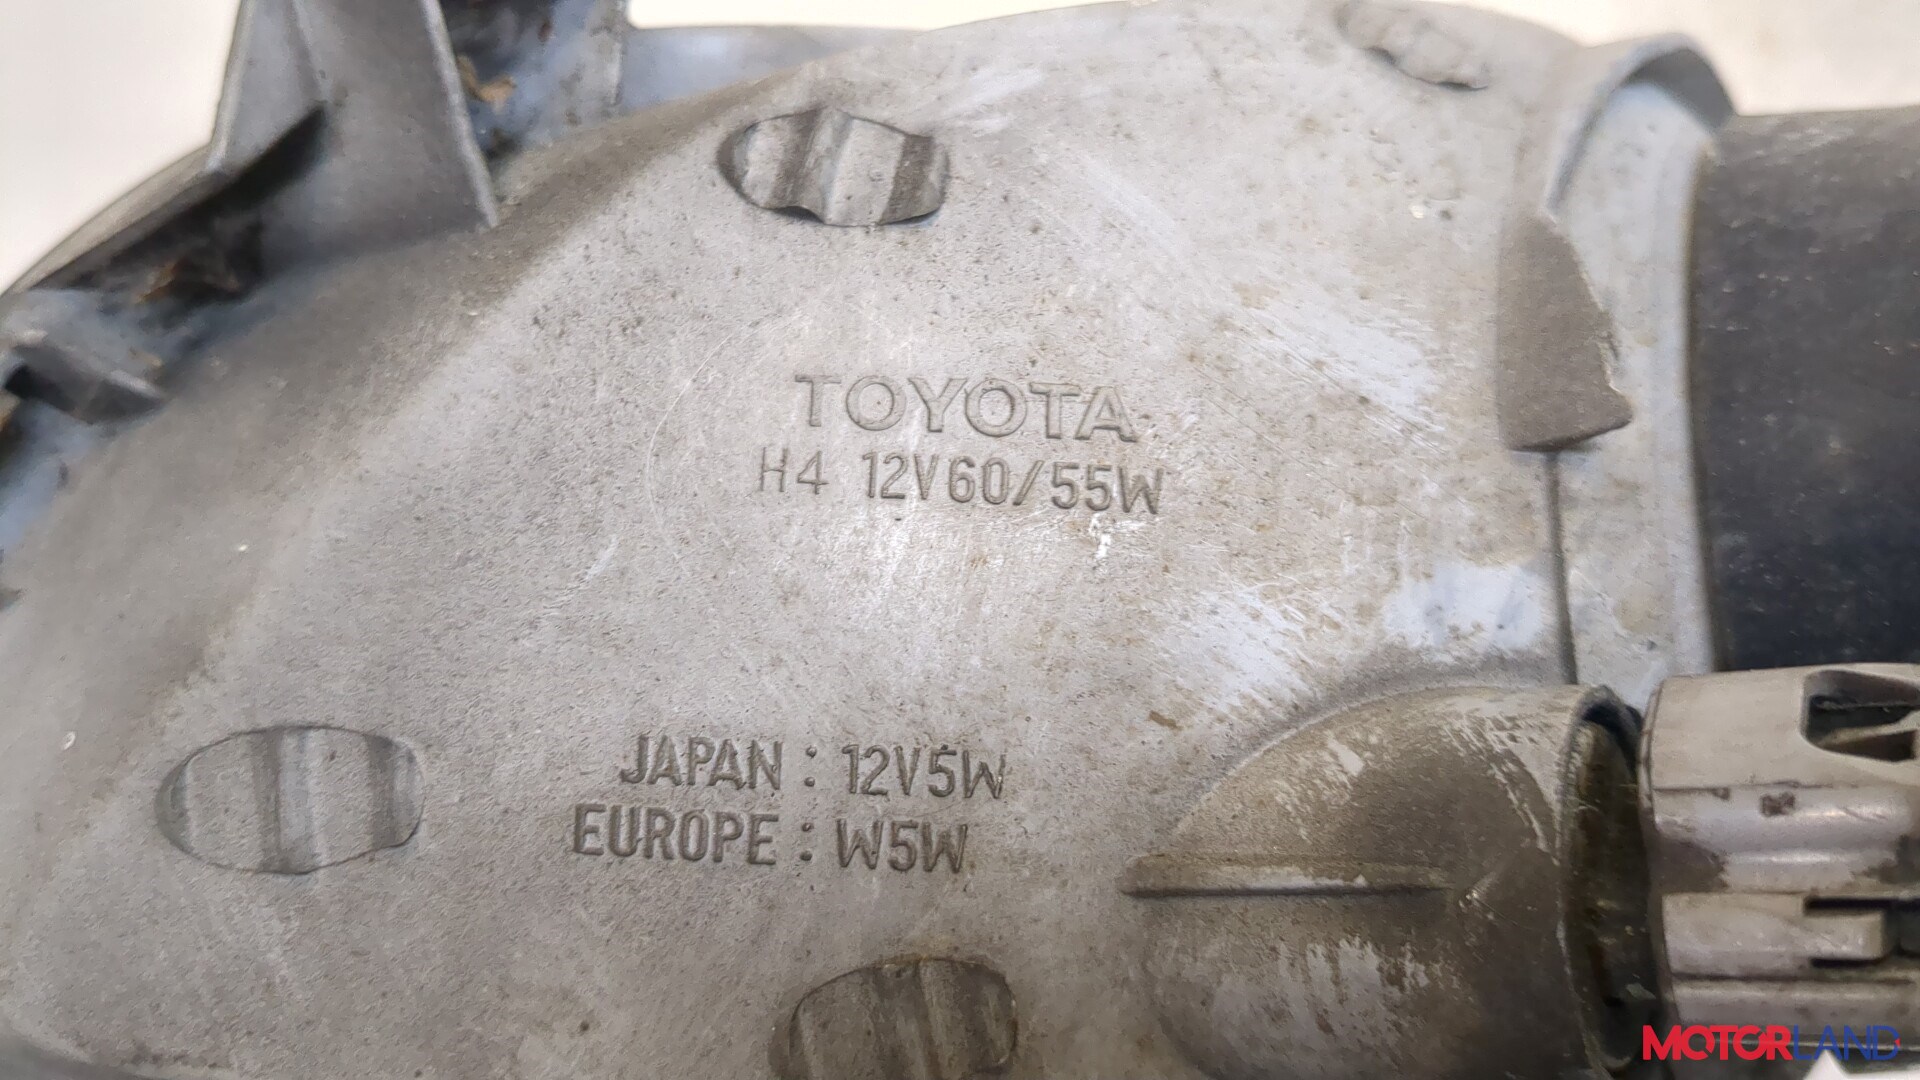 TOYOTA
H4 12V60/55W
JAPAN : 12V5W
EUROPE : W5W
MOTORLAND